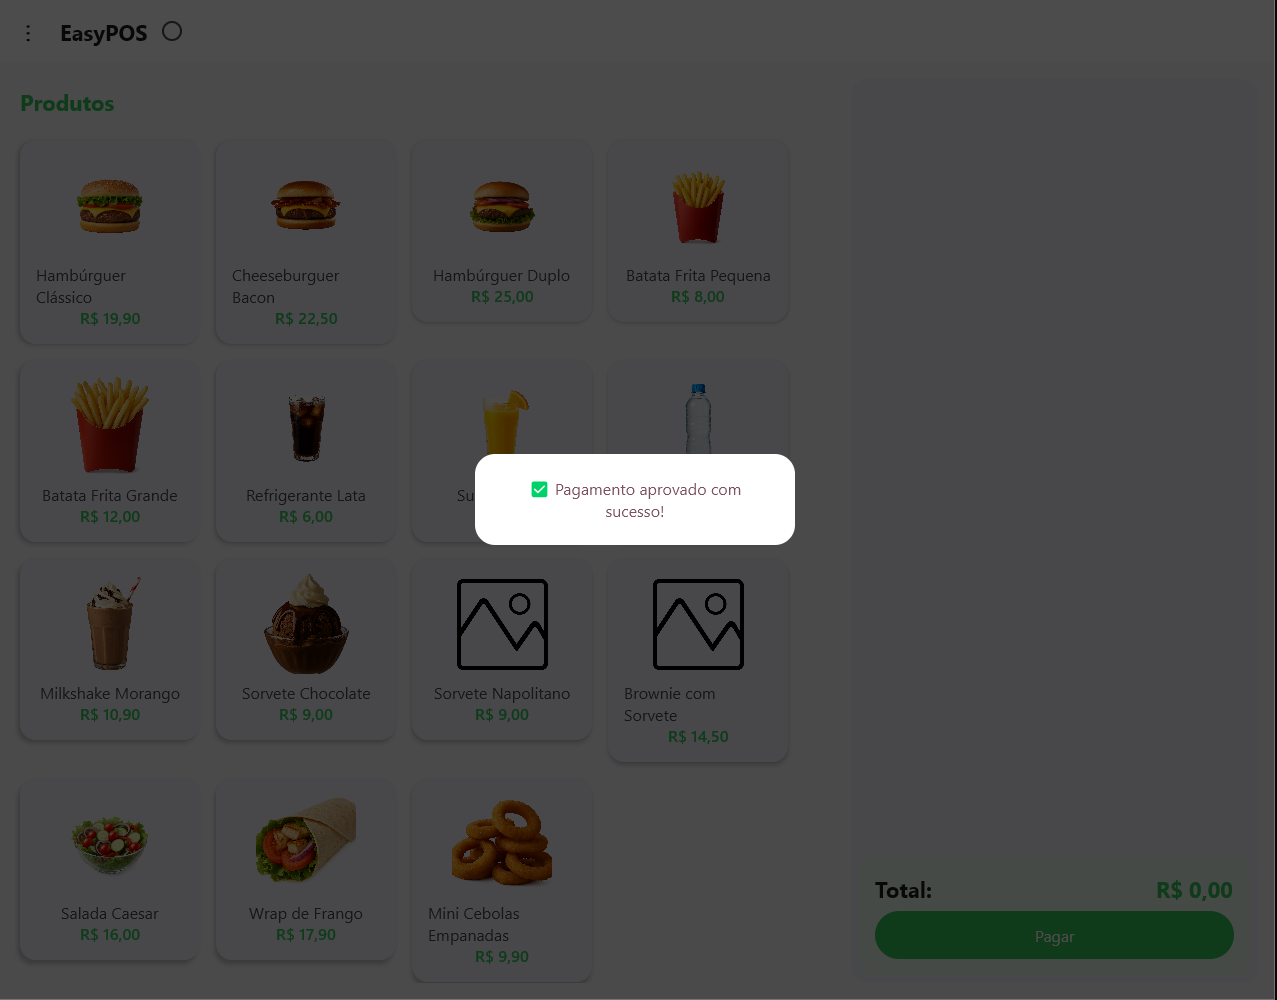 EasyPOS
Produtos
Hambúrguer
Clássico
R$ 19,90
Cheeseburguer
Bacon
R$ 22,50
Hambúrguer Duplo
R$ 25,00
Batata Frita Pequena
R$ 8,00
Batata Frita Grande
R$ 12,00
Refrigerante Lata
R$ 6,00
✅ Pagamento aprovado com
sucesso!
Milkshake Morango
R$ 10,90
Sorvete Chocolate
R$ 9,00
Sorvete Napolitano
R$ 9,00
Brownie com
Sorvete
R$ 14,50
Salada Caesar
R$ 16,00
Wrap de Frango
R$ 17,90
Mini Cebolas
Empanadas
R$ 9,90
Total: R$ 0,00
Pagar